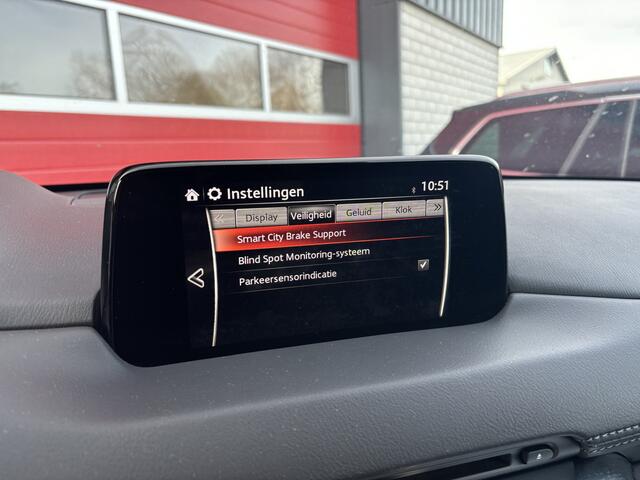 Instellingen 10:51
Display Veiligheid Geluid Klok
Smart City Brake Support
Blind Spot Monitoring-systeem
Parkeersensorindicatie